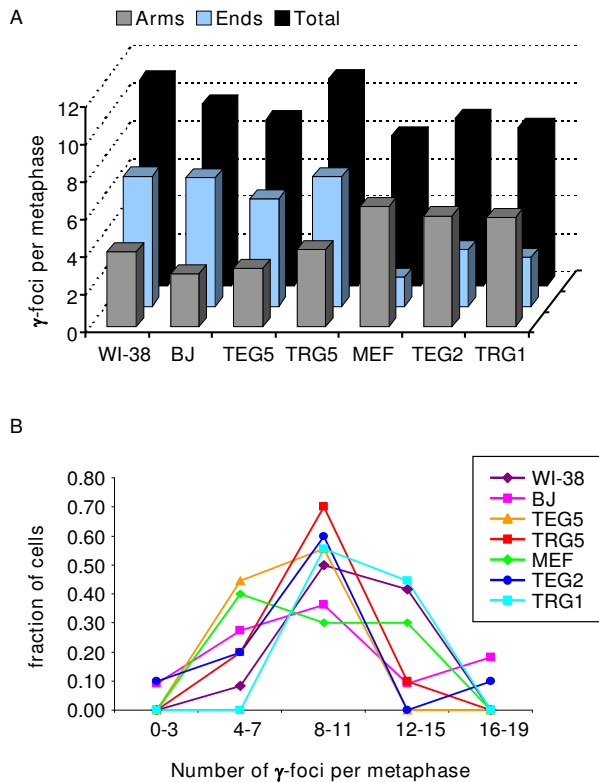 A
Arms Ends Total
γ-foci per metaphase
12
10
8
6
4
2
0
WI-38 BJ TEG5 TRG5 MEF TEG2 TRG1
B
fraction of cells
0.80
0.70
0.60
0.50
0.40
0.30
0.20
0.10
0.00
0-3 4-7 8-11 12-15 16-19
Number of γ-foci per metaphase
WI-38
BJ
TEG5
TRG5
MEF
TEG2
TRG1